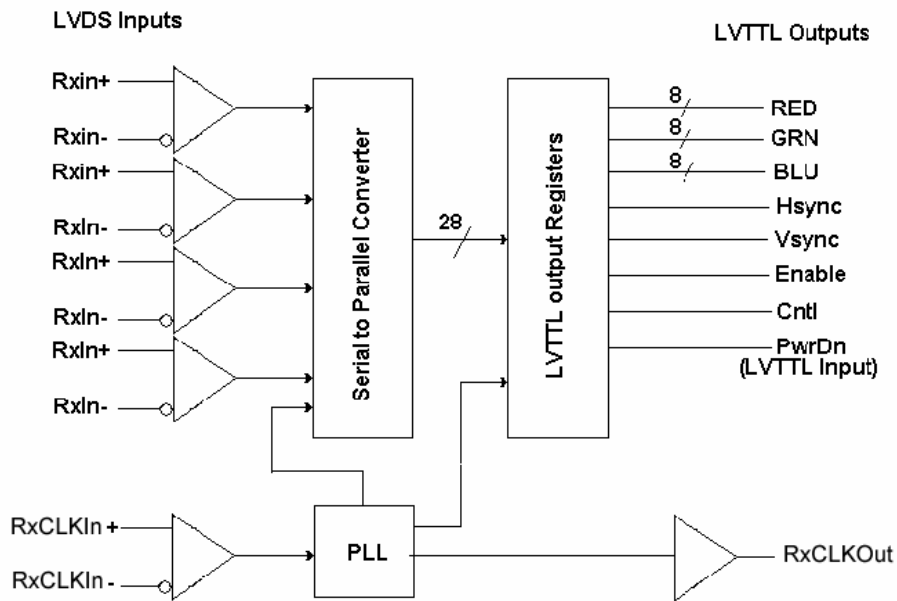 LVDS Inputs
LVTTL Outputs
Rxin+
Rxin-
Rxin+
RxIn-
RxIn+
RxIn-
RxIn+
RxIn-
Serial to Parallel Converter
28
LVTTL output Registers
8
RED
8
GRN
8
BLU
Hsync
Vsync
Enable
Cntl
PwrDn
(LVTTL Input)
RxCLKIn +
RxCLKIn -
PLL
RxCLKOut